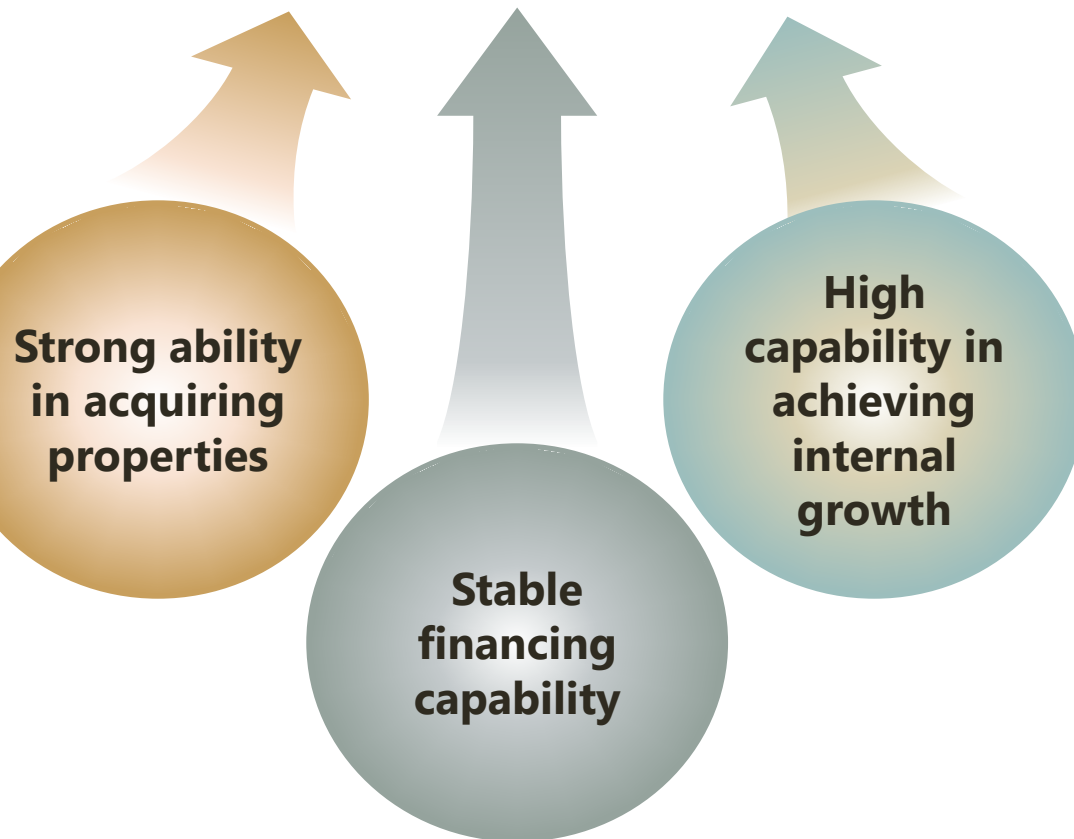 Strong ability
in acquiring
properties
Stable
financing
capability
High
capability in
achieving
internal
growth